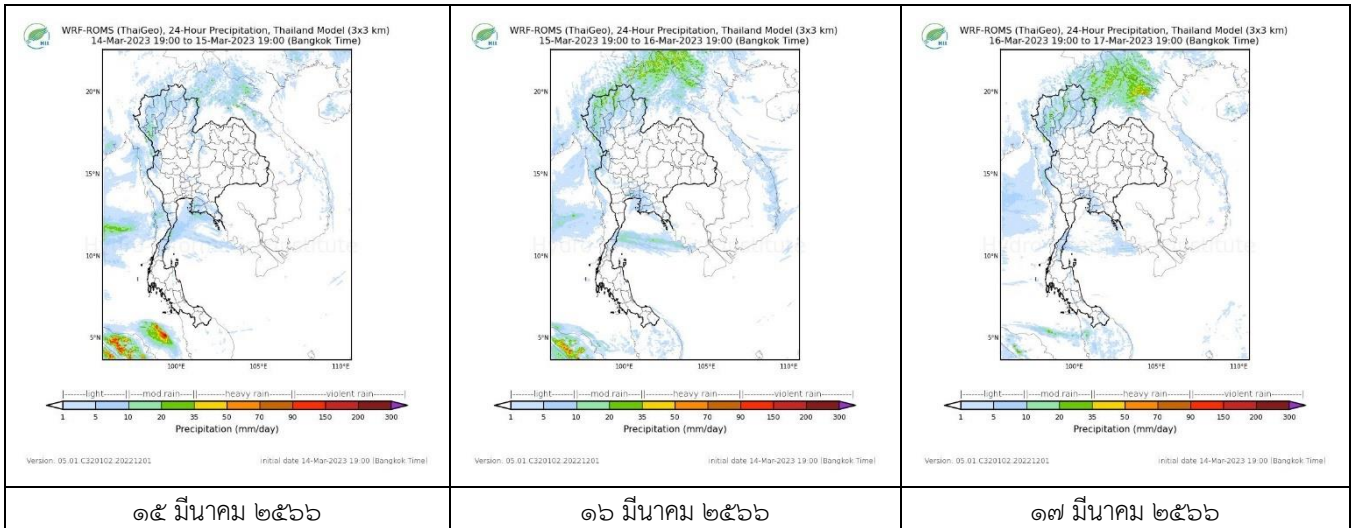 WRF-ROMS (ThaiGeo), 24-Hour Precipitation, Thailand Model (3x3 km)
14-Mar-2023 19:00 to 15-Mar-2023 19:00 (Bangkok Time)
HII
20°N
15°N
10°N
5°N
100°E
105°E
110°E
|------light------||---mod rain---||------heavy rain------||------violent rain------|
1 5 10 20 35 50 70 90 150 200 300
Precipitation (mm/day)
Version: 05.01.C320102.20221201
initial date 14-Mar-2023 19:00 (Bangkok Time)
๑๕ มีนาคม ๒๕๖๖
WRF-ROMS (ThaiGeo), 24-Hour Precipitation, Thailand Model (3x3 km)
15-Mar-2023 19:00 to 16-Mar-2023 19:00 (Bangkok Time)
HII
20°N
15°N
10°N
5°N
100°E
105°E
110°E
|------light------||---mod rain---||------heavy rain------||------violent rain------|
1 5 10 20 35 50 70 90 150 200 300
Precipitation (mm/day)
Version: 05.01.C320102.20221201
initial date 14-Mar-2023 19:00 (Bangkok Time)
๑๖ มีนาคม ๒๕๖๖
WRF-ROMS (ThaiGeo), 24-Hour Precipitation, Thailand Model (3x3 km)
16-Mar-2023 19:00 to 17-Mar-2023 19:00 (Bangkok Time)
HII
20°N
15°N
10°N
5°N
100°E
105°E
110°E
|------light------||---mod rain---||------heavy rain------||------violent rain------|
1 5 10 20 35 50 70 90 150 200 300
Precipitation (mm/day)
Version: 05.01.C320102.20221201
initial date 14-Mar-2023 19:00 (Bangkok Time)
๑๗ มีนาคม ๒๕๖๖